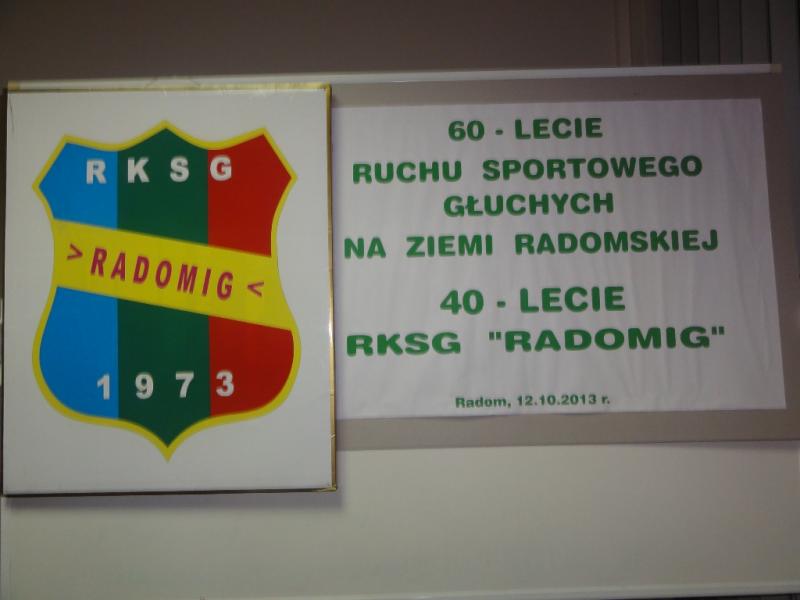 RKSG
> RADOMIG <
1973
60 - LECIE
RUCHU SPORTOWEGO
GŁUCHYCH
NA ZIEMI RADOMSKIEJ
40 - LECIE
RKSG "RADOMIG"
Radom, 12.10.2013 r.